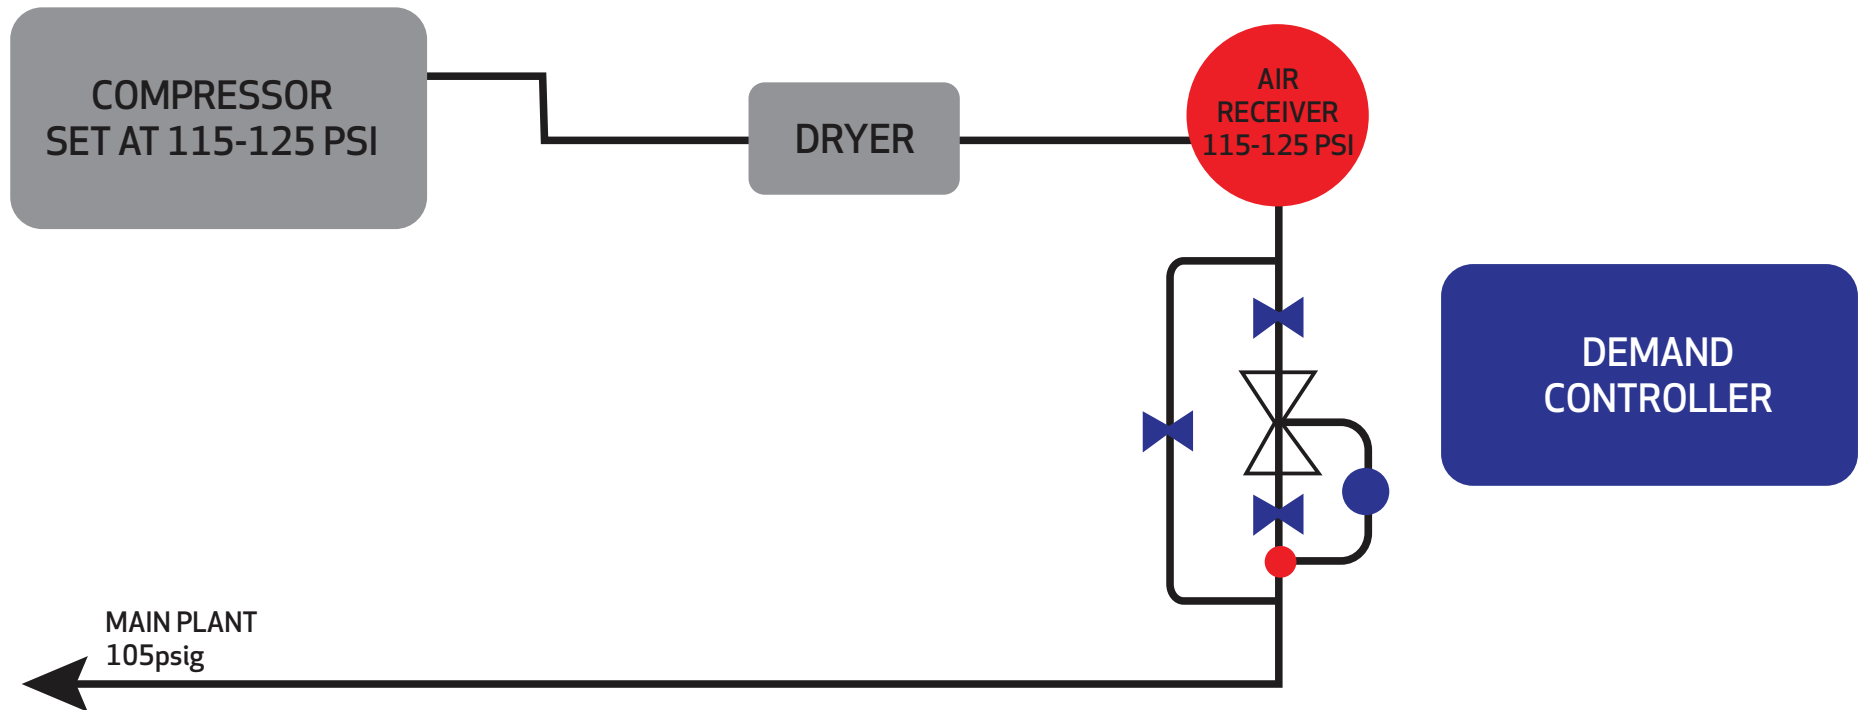 COMPRESSOR
SET AT 115-125 PSI
DRYER
AIR
RECEIVER
115-125 PSI
DEMAND
CONTROLLER
MAIN PLANT
105psig